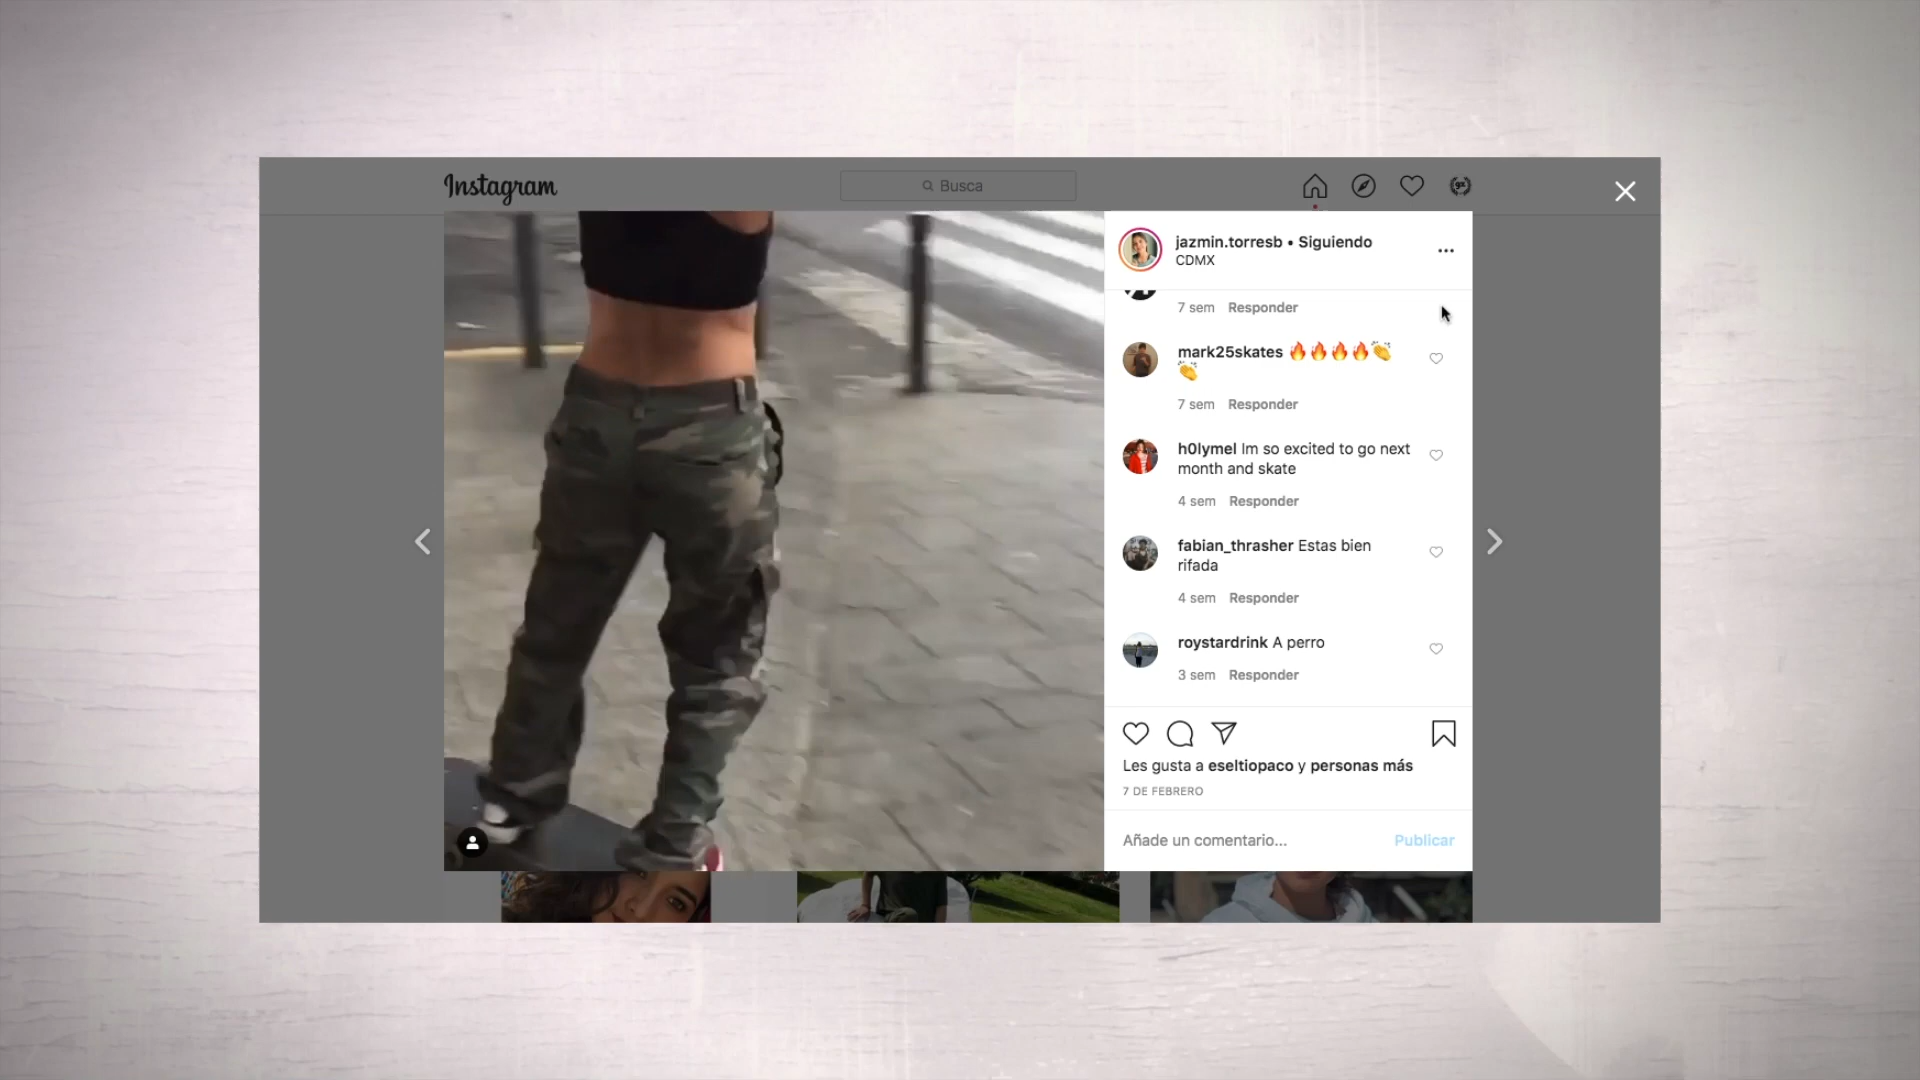 Instagram
Busca
jazmin.torresb • Siguiendo
CDMX
7 sem Responder
mark25skates 🔥🔥🔥🔥👏
👏
7 sem Responder
h0lymel Im so excited to go next
month and skate
4 sem Responder
fabian_thrasher Estas bien
rifada
4 sem Responder
roystardrink A perro
3 sem Responder
Les gusta a eseltiopaco y personas más
7 DE FEBRERO
Añade un comentario...
Publicar